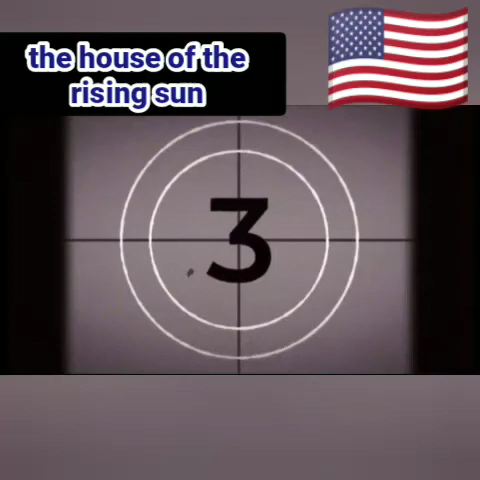 the house of the
rising sun
3